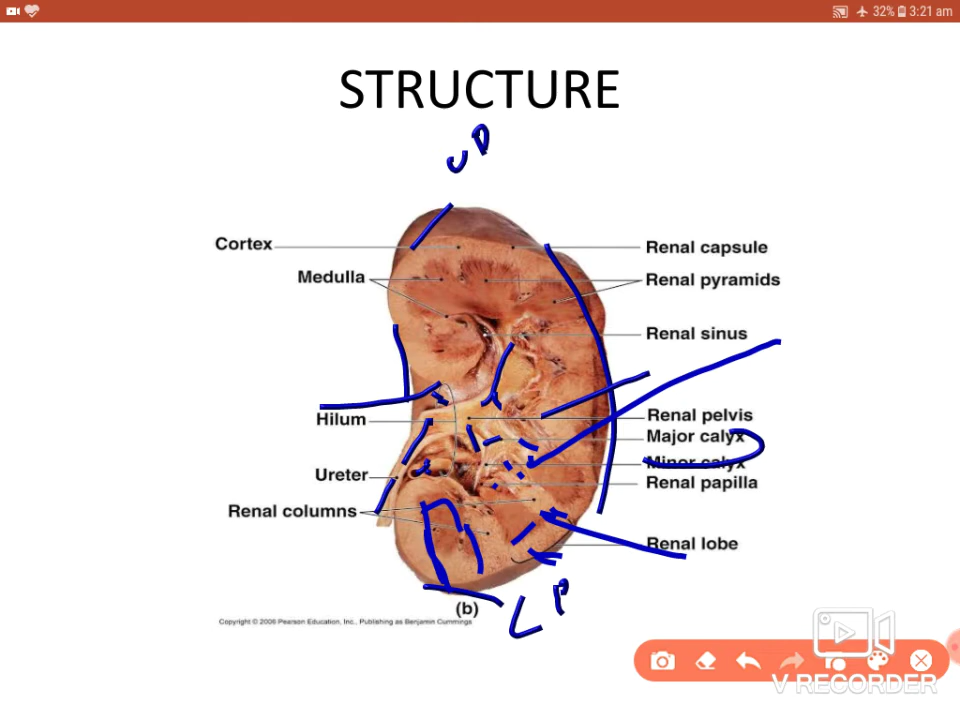 32% 3:21 am
STRUCTURE
Cortex
Renal capsule
Medulla
Renal pyramids
Renal sinus
Hilum
Renal pelvis
Major calyx
Minor calyx
Ureter
Renal papilla
Renal columns
Renal lobe
LP
(b)
Copyright © 2006 Pearson Education, Inc., Publishing as Benjamin Cummings
V RECORDER